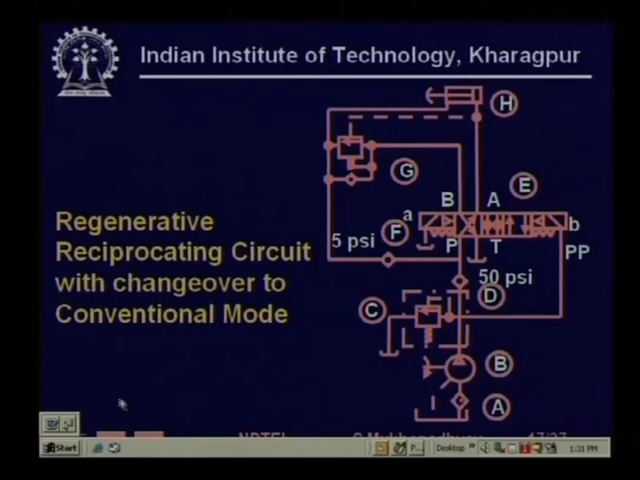 Indian Institute of Technology, Kharagpur
H
G
B A E
a F b
5 psi P T PP
50 psi
C D
B
A
Regenerative
Reciprocating Circuit
with changeover to
Conventional Mode
NPTEL
Start P... Desktop » 1:31 PM